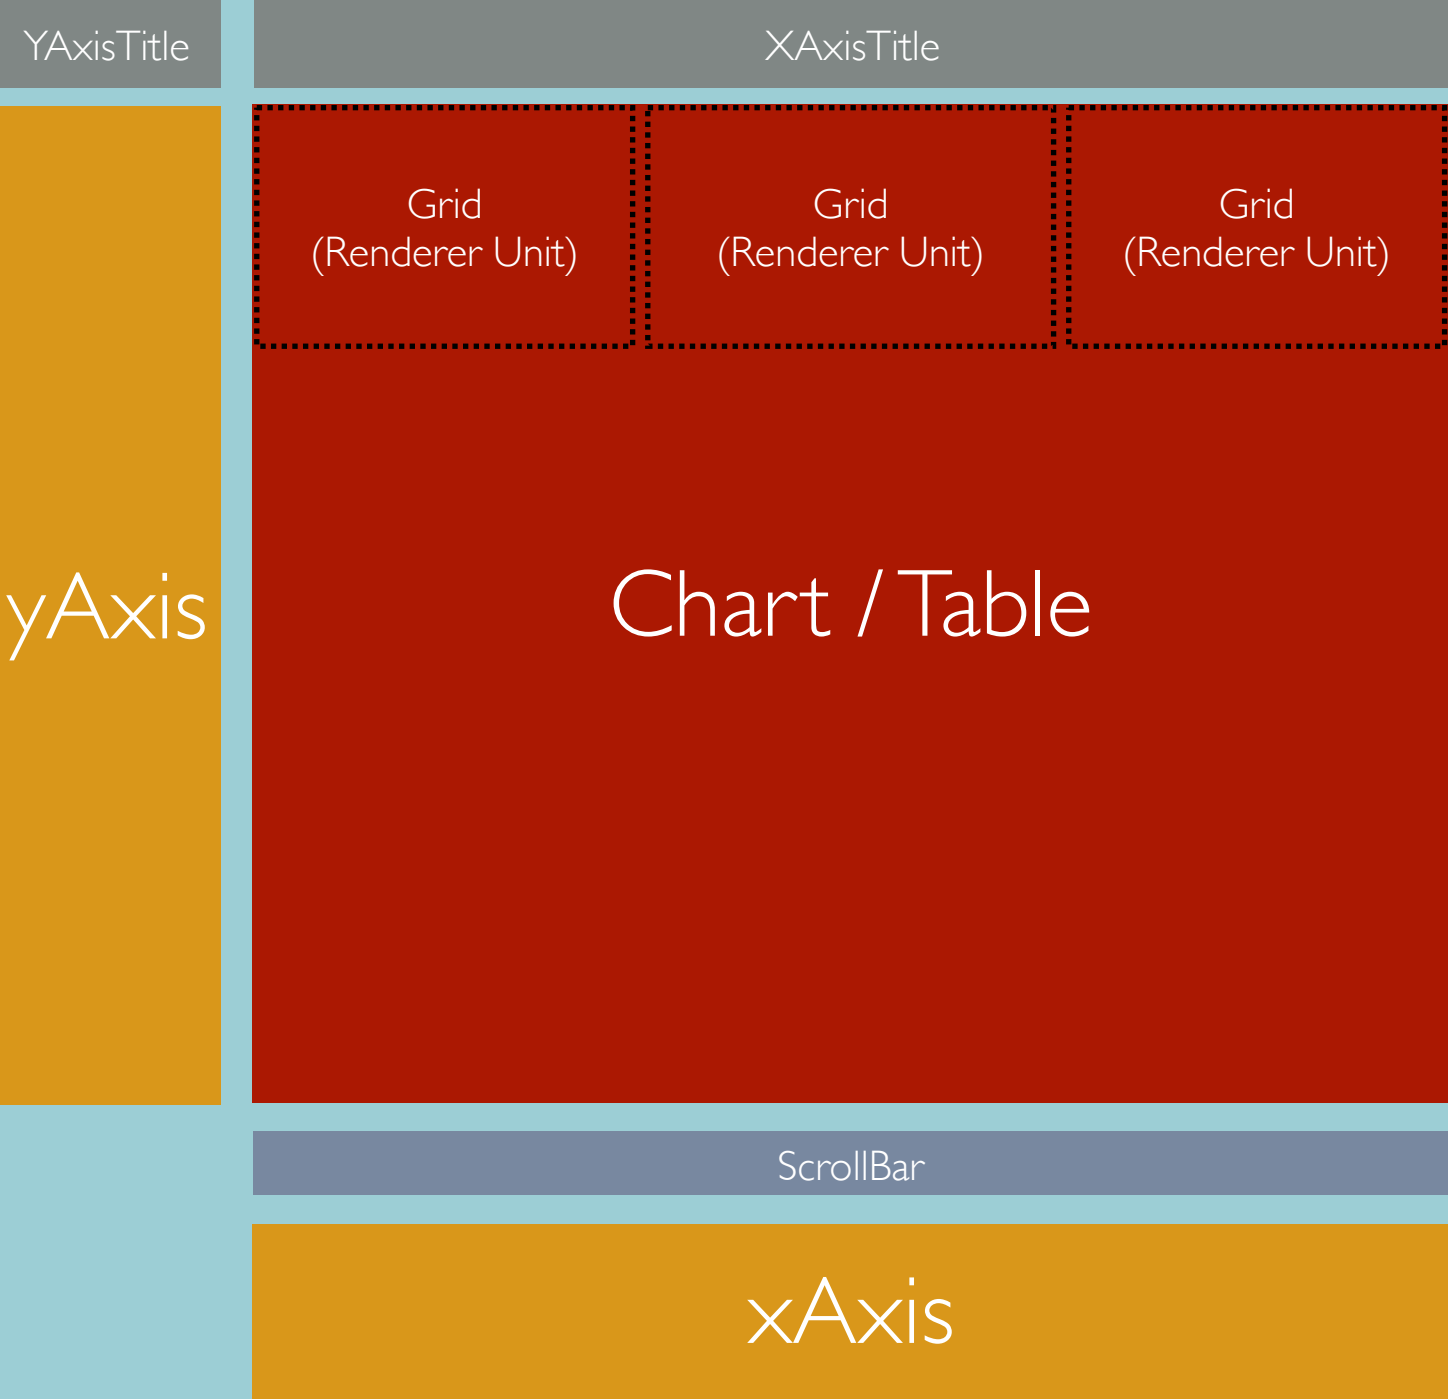 YAxisTitle
XAxisTitle
Grid
(Renderer Unit)
Grid
(Renderer Unit)
Grid
(Renderer Unit)
yAxis
Chart / Table
ScrollBar
xAxis